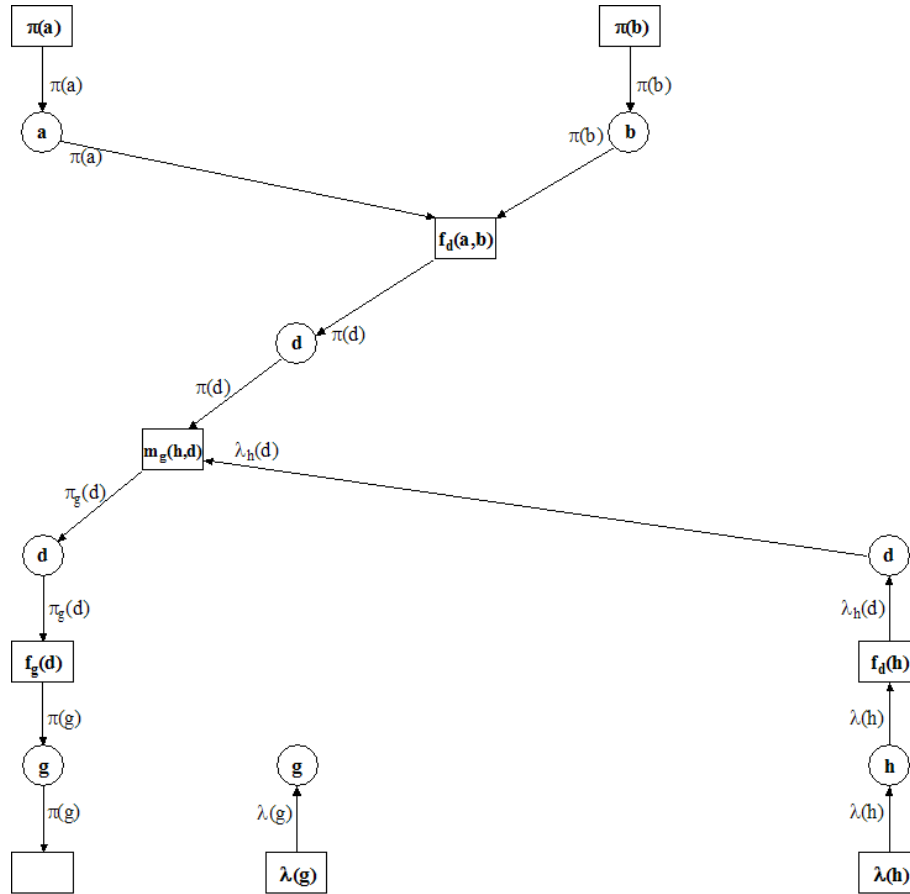 π(a) π(b)
π(a) π(b)
a b
π(a) π(b)
f_d(a,b)
d π(d)
π(d)
m_g(h,d) λ_h(d)
π_g(d)
d d
π_g(d) λ_h(d)
f_g(d) f_d(h)
π(g) λ(h)
g g h
π(g) λ(g) λ(h)
λ(g) λ(h)